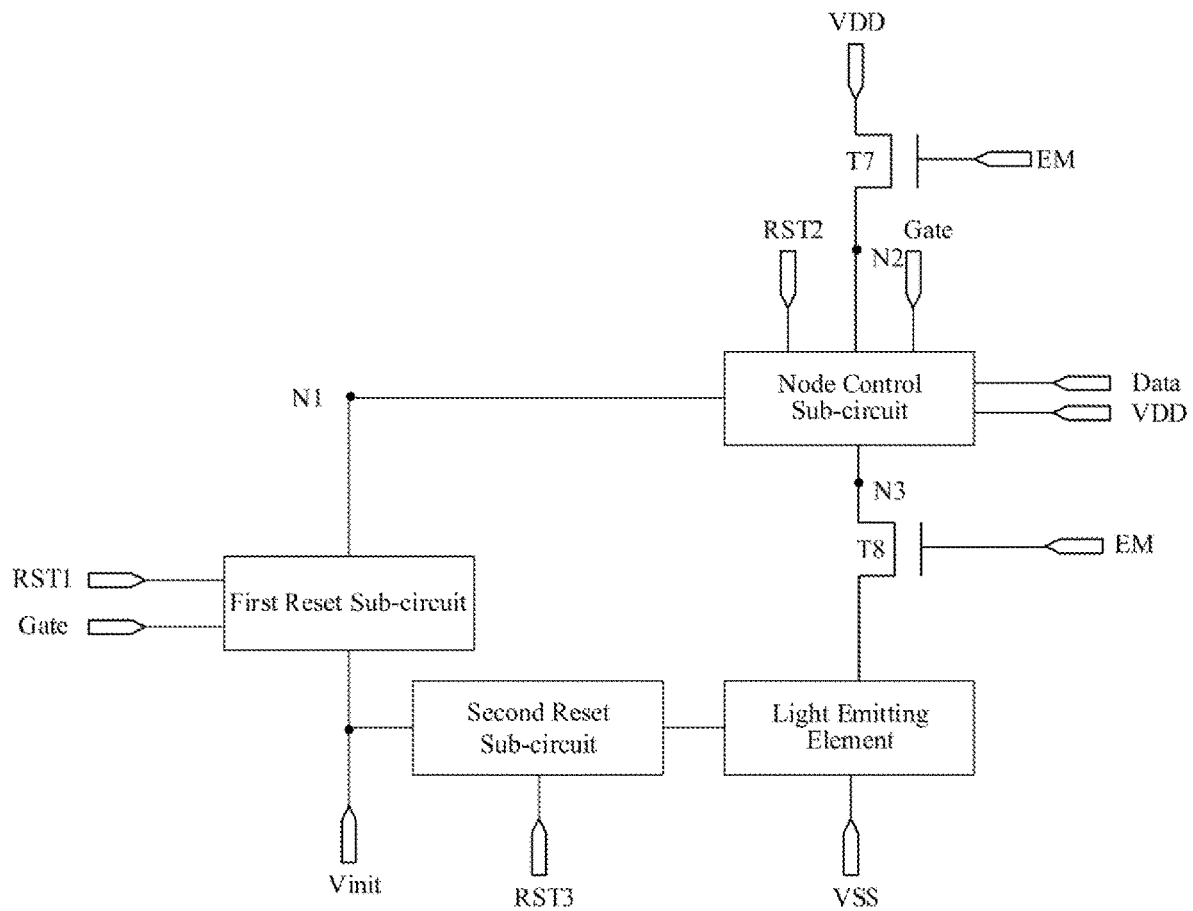 VDD
T7
EM
RST2
N2
Gate
Node Control
Sub-circuit
Data
VDD
N1
N3
T8
EM
RST1
Gate
First Reset Sub-circuit
Second Reset
Sub-circuit
Light Emitting
Element
Vinit
RST3
VSS